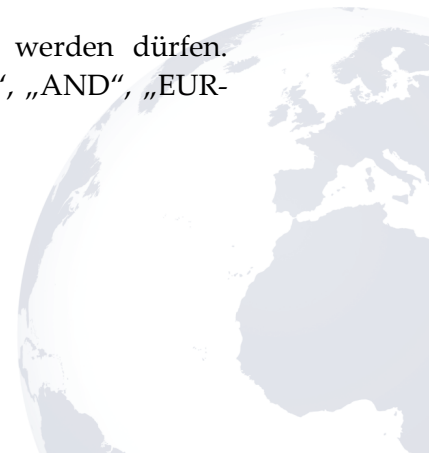 werden dürfen.
“, „AND“, „EUR-